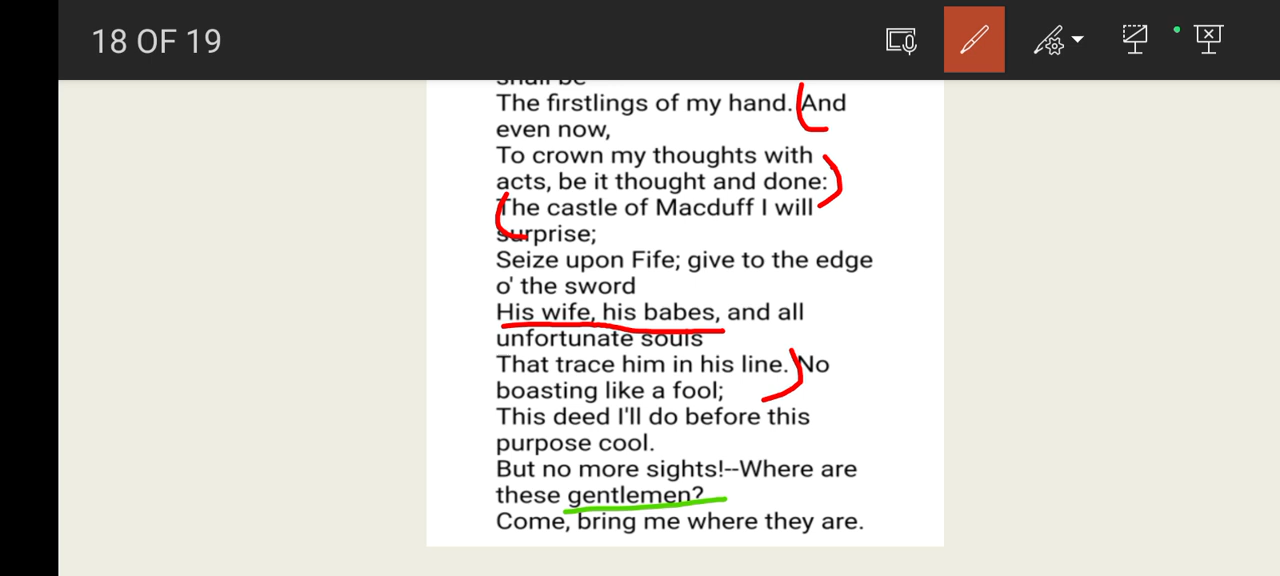 18 OF 19
shall be
The firstlings of my hand. And
even now,
To crown my thoughts with
acts, be it thought and done:
The castle of Macduff I will
surprise;
Seize upon Fife; give to the edge
o' the sword
His wife, his babes, and all
unfortunate souls
That trace him in his line. No
boasting like a fool;
This deed I'll do before this
purpose cool.
But no more sights!--Where are
these gentlemen?
Come, bring me where they are.